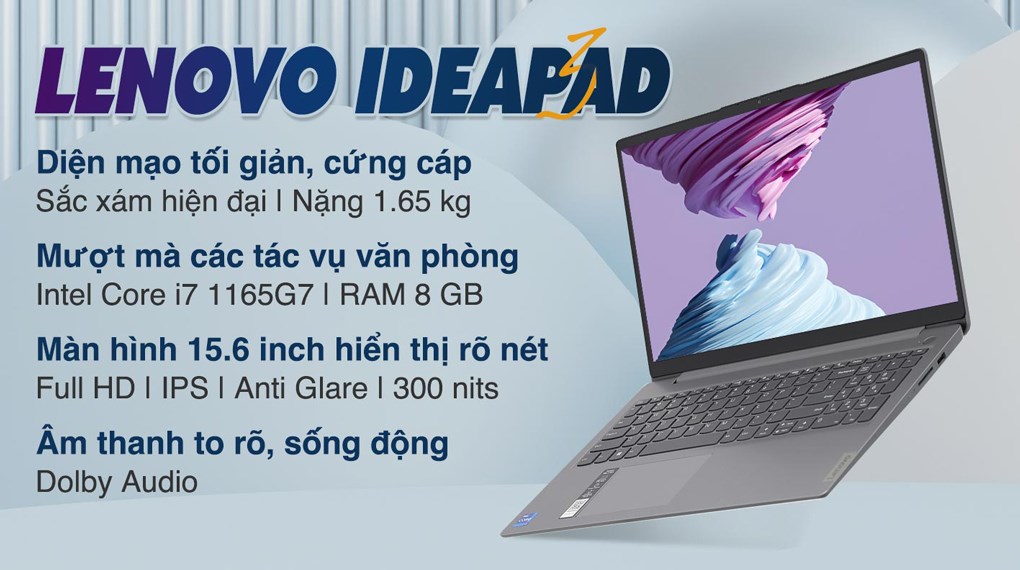 LENOVO IDEAPAD 3
Diện mạo tối giản, cứng cáp
Sắc xám hiện đại | Nặng 1.65 kg
Mượt mà các tác vụ văn phòng
Intel Core i7 1165G7 | RAM 8 GB
Màn hình 15.6 inch hiển thị rõ nét
Full HD | IPS | Anti Glare | 300 nits
Âm thanh to rõ, sống động
Dolby Audio